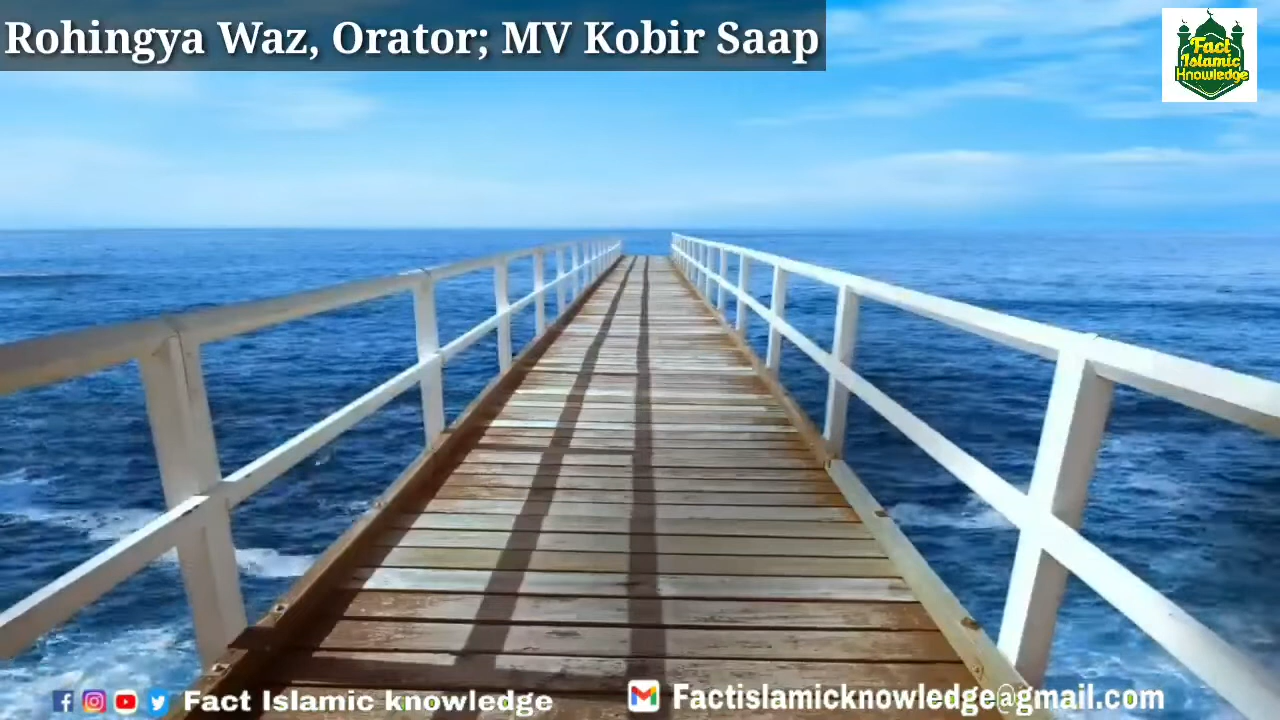 Rohingya Waz, Orator; MV Kobir Saap
Fact
Islamic
Knowledge
Fact Islamic knowledge
Factislamicknowledge@gmail.com